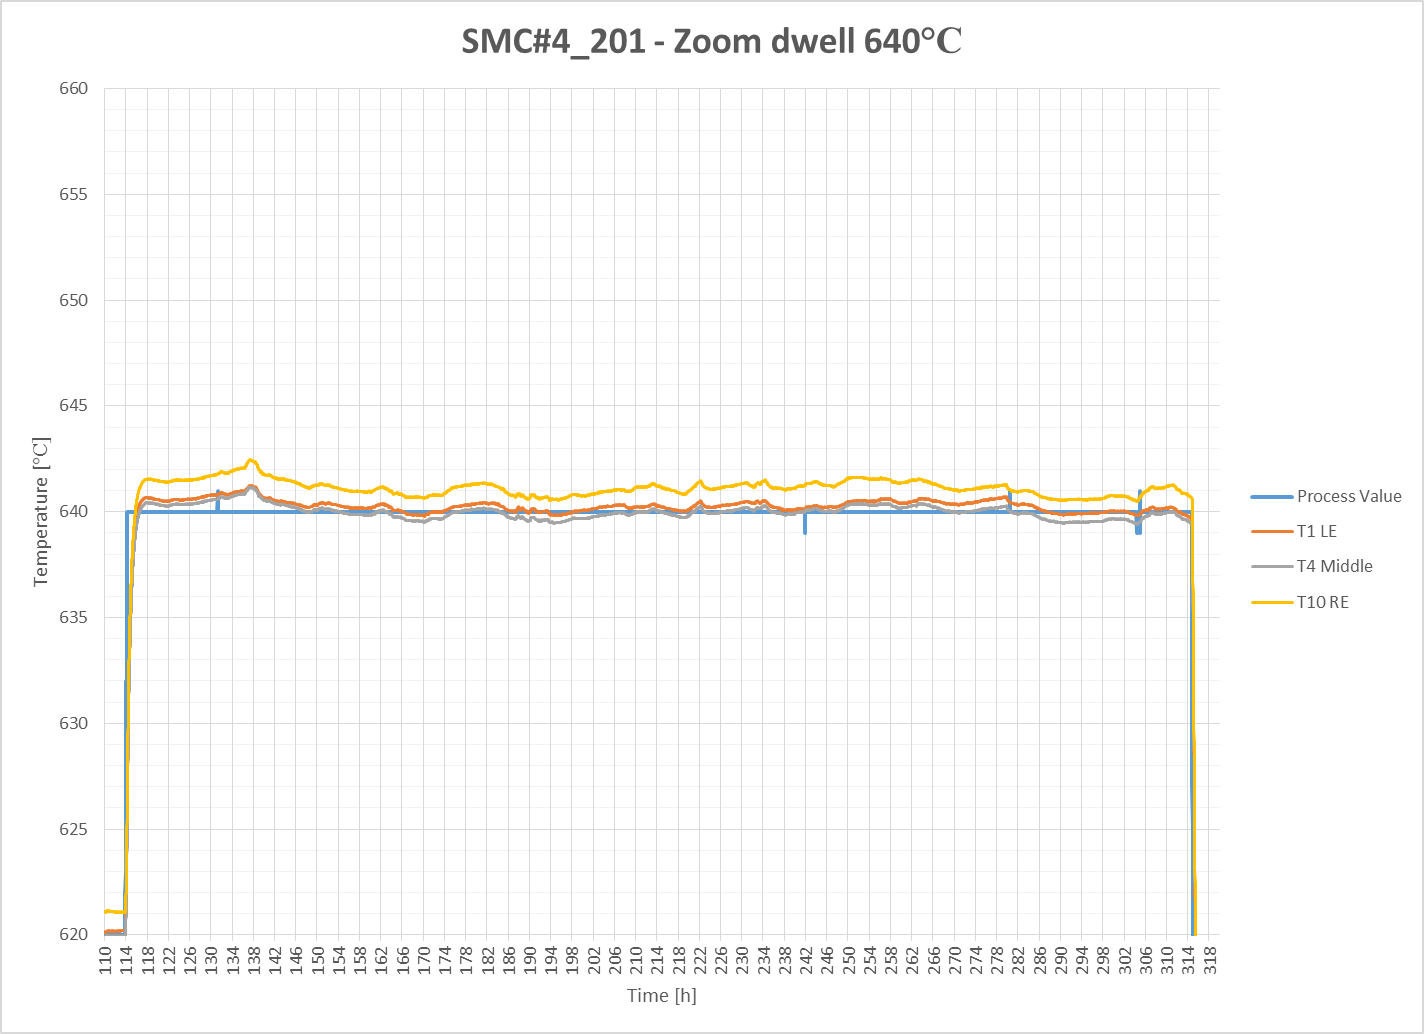 SMC#4_201 - Zoom dwell 640°C
660
655
650
645
640
635
630
625
620
Temperature [°C]
110 114 118 122 126 130 134 138 142 146 150 154 158 162 166 170 174 178 182 186 190 194 198 202 206 210 214 218 222 226 230 234 238 242 246 250 254 258 262 266 270 274 278 282 286 290 294 298 302 306 310 314 318
Time [h]
Process Value
T1 LE
T4 Middle
T10 RE